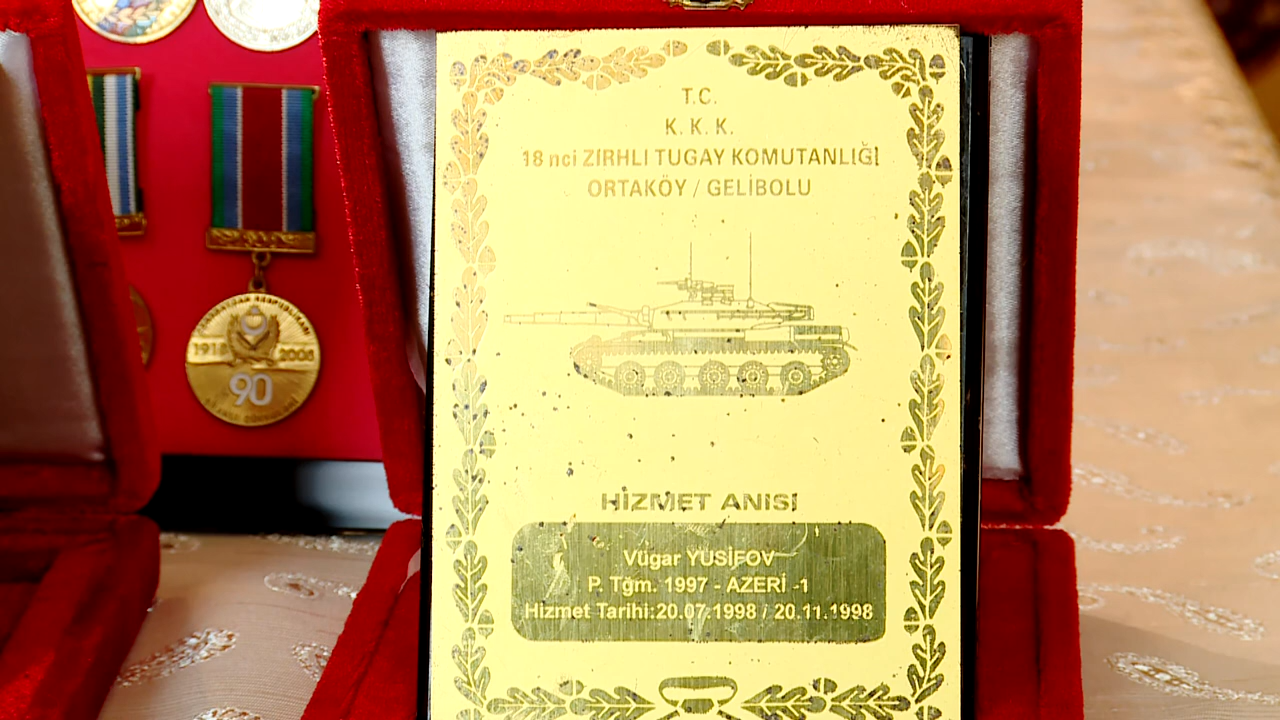 T.C.
K. K. K.
18 nci ZIRHLI TUGAY KOMUTANLIĞI
ORTAKÖY / GELİBOLU
HİZMET ANISI
Vügar YUSİFOV
P. Tğm. 1997 - AZERİ -1
Hizmet Tarihi:20.07.1998 / 20.11.1998
1918 2008
90